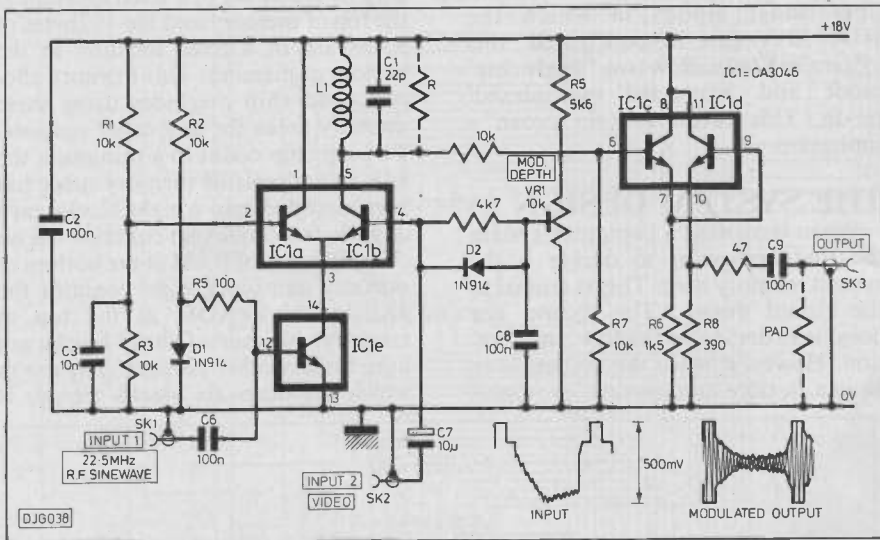 +18V
C1
22p
R
R5
5k6
IC1=CA3046
L1
R1
10k
R2
10k
IC1c
8
11
IC1d
10k
6
9
MOD.
DEPTH
1
5
C2
100n
VR1
10k
4k7
7
10
2
4
OUTPUT
IC1a
IC1b
D2
1N914
47
C9
100n
SK3
3
R5 100
14
C3
10n
R3
10k
D1
1N914
12
IC1e
C8
100n
R7
10k
R6
1k5
R8
390
PAD
13
0V
SK1
INPUT 1
C6
100n
C7
10µ
22·5MHz
R.F SINEWAVE
INPUT 2
VIDEO
SK2
500mV
INPUT
MODULATED OUTPUT
DJG038